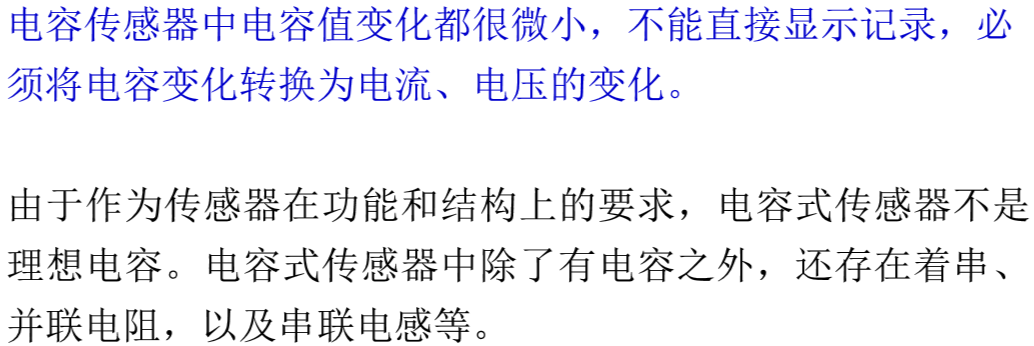 电容传感器中电容值变化都很微小，不能直接显示记录，必
须将电容变化转换为电流、电压的变化。
由于作为传感器在功能和结构上的要求，电容式传感器不是
理想电容。电容式传感器中除了有电容之外，还存在着串、
并联电阻，以及串联电感等。